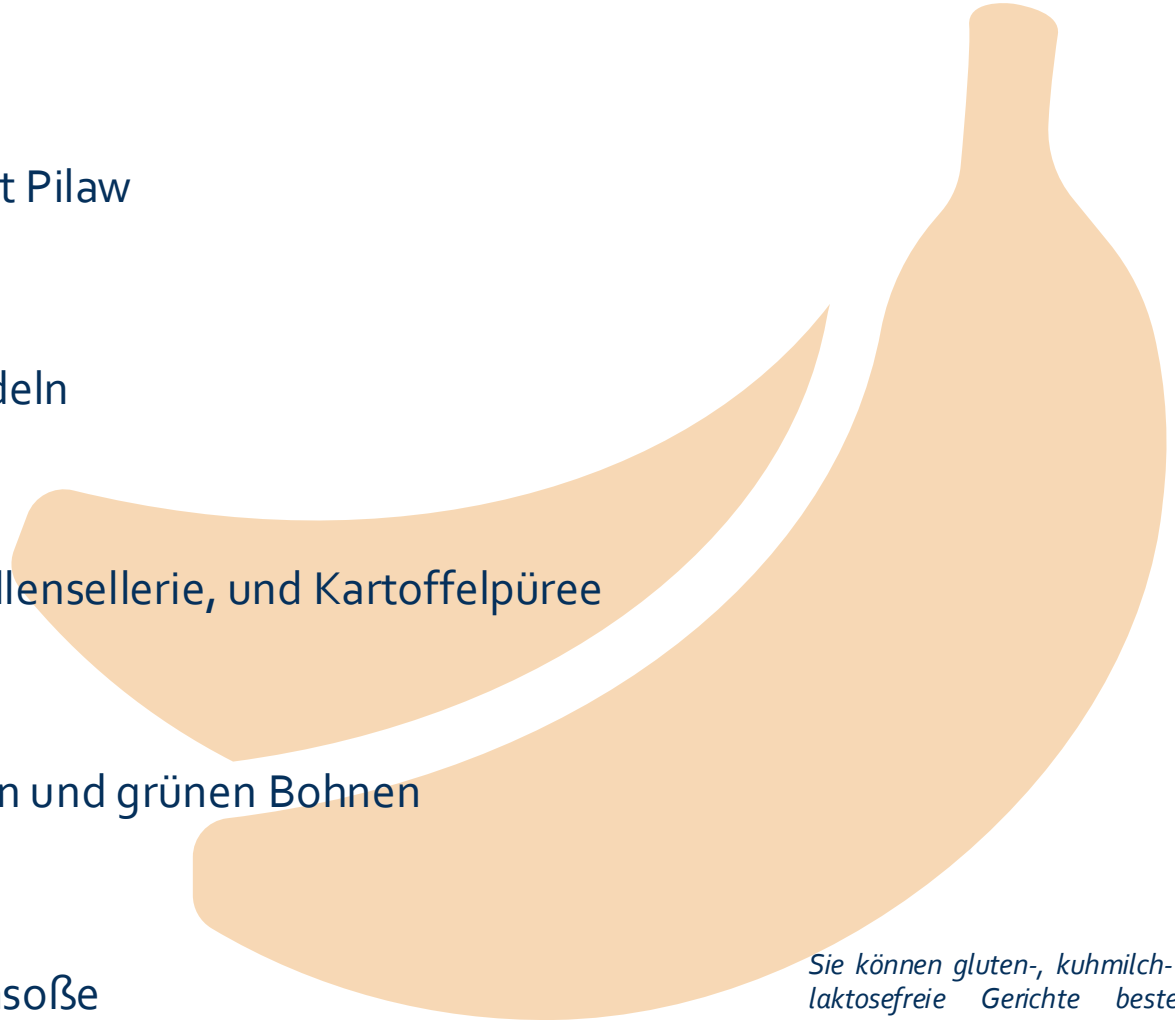 t Pilaw
deln
llensellerie, und Kartoffelpüree
n und grünen Bohnen
soße
Sie können gluten-, kuhmilch-
laktosefreie Gerichte beste